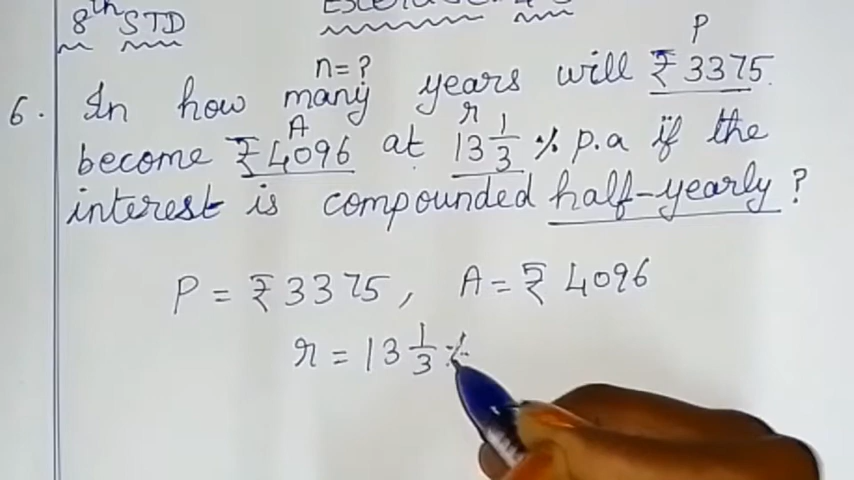 8th STD
P
n=?
6. In how many years will ₹ 3375
A r
become ₹4096 at 13 1/3 % p.a if the
interest is compounded half-yearly ?
P = ₹ 3375 , A = ₹ 4096
r = 13 1/3 %